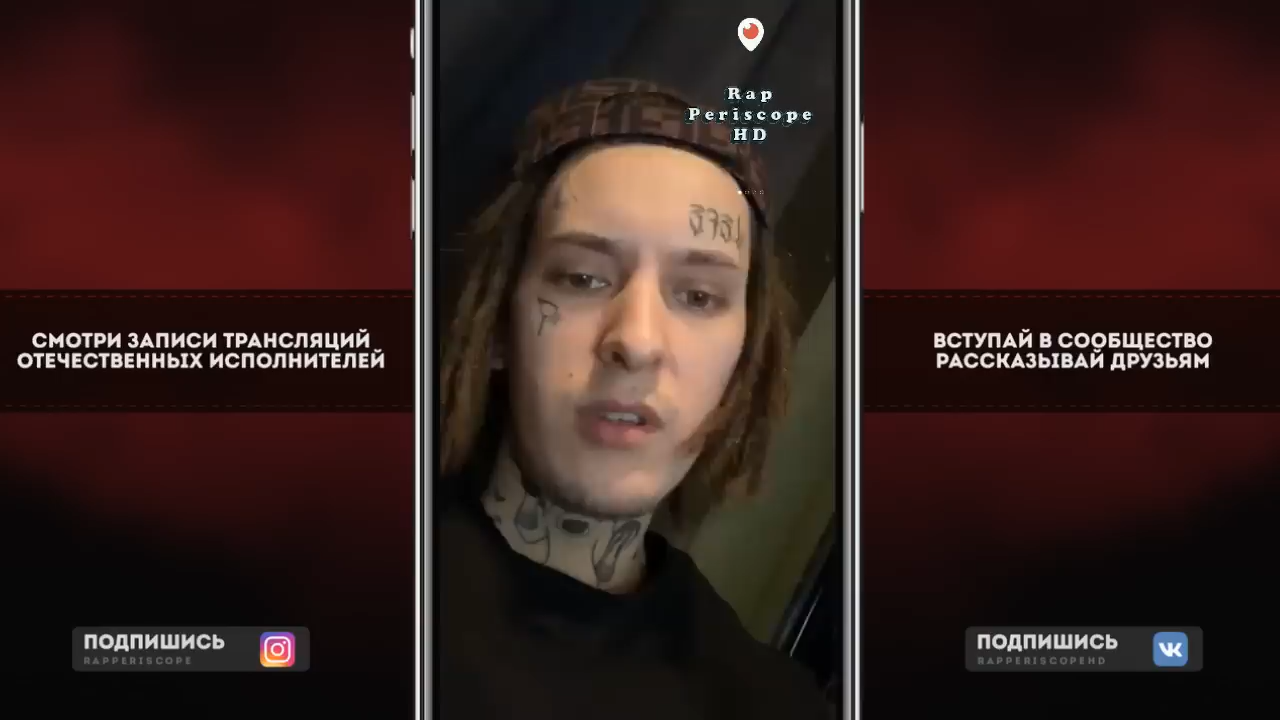 Rap
Periscope
HD
СМОТРИ ЗАПИСИ ТРАНСЛЯЦИЙ
ОТЕЧЕСТВЕННЫХ ИСПОЛНИТЕЛЕЙ
ВСТУПАЙ В СООБЩЕСТВО
РАССКАЗЫВАЙ ДРУЗЬЯМ
ПОДПИШИСЬ
RAPPERISCOPE
ПОДПИШИСЬ
RAPPERISCOPEHD